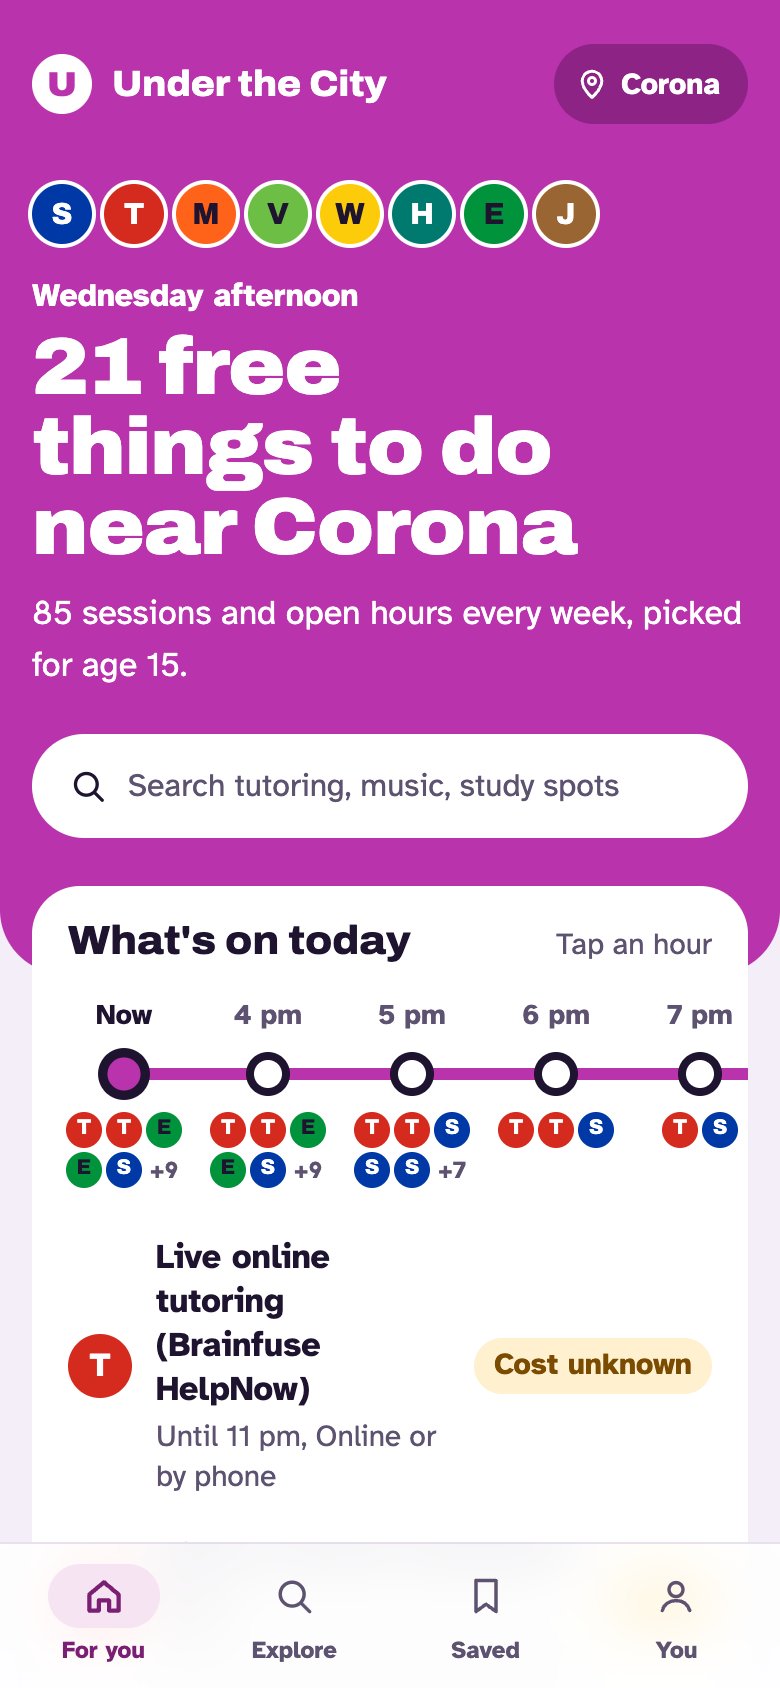 U Under the City
Corona
S T M V W H E J
Wednesday afternoon
21 free
things to do
near Corona
85 sessions and open hours every week, picked
for age 15.
Search tutoring, music, study spots
What's on today
Tap an hour
Now 4 pm 5 pm 6 pm 7 pm
T T E T T E T T S T T S T S
E S +9 E S +9 S S +7
Live online
tutoring
(Brainfuse
HelpNow)
T
Cost unknown
Until 11 pm, Online or
by phone
For you Explore Saved You